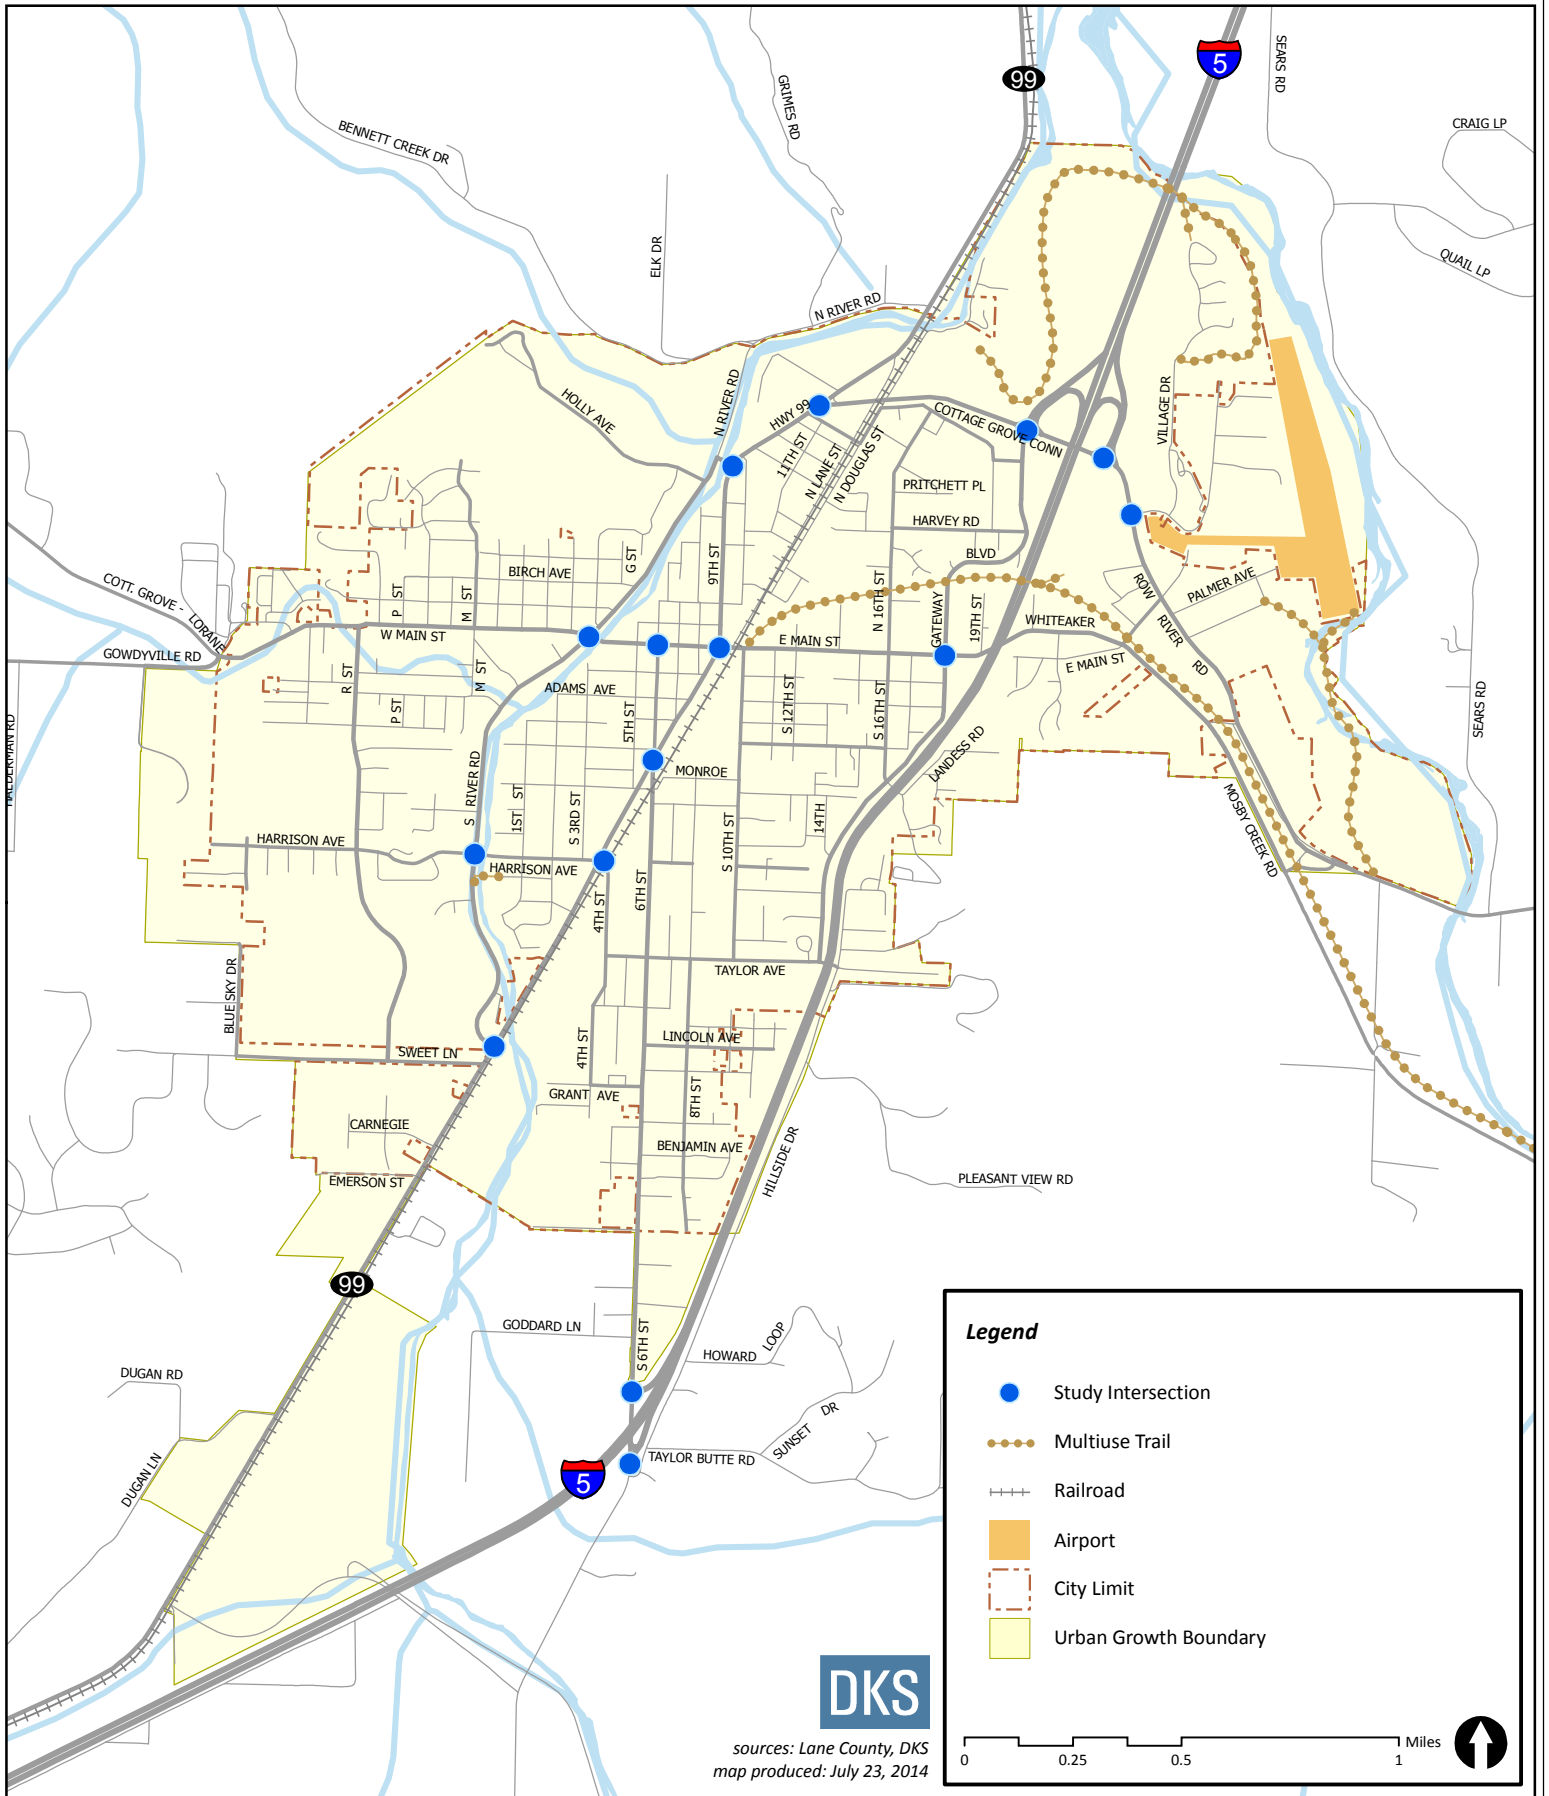 5
99
SEARS RD
CRAIG LP
GRIMES RD
BENNETT CREEK DR
ELK DR
QUAIL LP
N RIVER RD
HOLLY AVE
N RIVER RD
HWY 99
COTTAGE GROVE CONN
VILLAGE DR
11TH ST
N LANE ST
N DOUGLAS ST
PRITCHETT PL
HARVEY RD
BLVD
G ST
9TH ST
BIRCH AVE
P ST
M ST
N 16TH ST
GATEWAY
19TH ST
ROW
RIVER
RD
PALMER AVE
COTT. GROVE -
LORANE
W MAIN ST
E MAIN ST
WHITEAKER
GOWDYVILLE RD
E MAIN ST
R ST
M ST
P ST
ADAMS AVE
5TH ST
S 12TH ST
S 16TH ST
SEARS RD
HALDERMAN RD
LANDESS RD
MONROE
S RIVER RD
1ST ST
S 3RD ST
14TH
MOSBY CREEK RD
HARRISON AVE
S 10TH ST
HARRISON AVE
6TH ST
4TH ST
TAYLOR AVE
BLUE SKY DR
LINCOLN AVE
4TH ST
SWEET LN
GRANT AVE
8TH ST
CARNEGIE
BENJAMIN AVE
HILLSIDE DR
EMERSON ST
PLEASANT VIEW RD
99
GODDARD LN
S 6TH ST
HOWARD
LOOP
DUGAN RD
SUNSET DR
TAYLOR BUTTE RD
DUGAN LN
5
Legend
Study Intersection
Multiuse Trail
Railroad
Airport
City Limit
Urban Growth Boundary
DKS
sources: Lane County, DKS
map produced: July 23, 2014
Miles
0 0.25 0.5 1